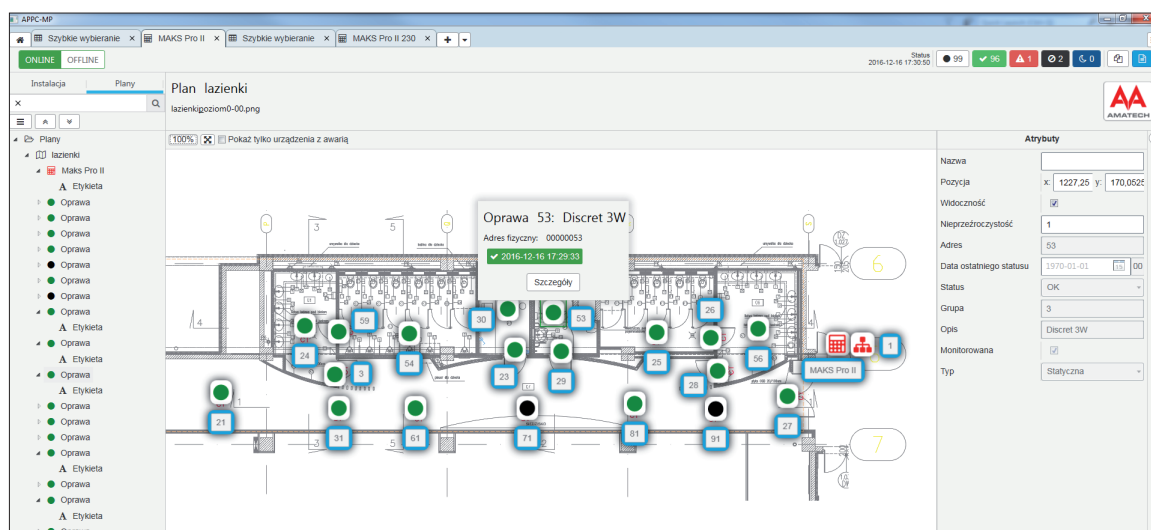 APPC-MP
Szybkie wybieranie × MAKS Pro II × Szybkie wybieranie × MAKS Pro II 230 × +
ONLINE OFFLINE
Status
2016-12-16 17:30:50
99 96 1 2 0
Instalacja Plany
Plan lazienki
lazienkipoziom0-00.png
AMATECH
100% Pokaż tylko urządzenia z awarią
Plany
lazienki
Maks Pro II
A Etykieta
Oprawa
Oprawa
Oprawa
Oprawa
Oprawa
Oprawa
Oprawa
Oprawa
A Etykieta
Oprawa
A Etykieta
Oprawa
A Etykieta
Oprawa
Oprawa
Oprawa
A Etykieta
Oprawa
Oprawa
A Etykieta
Oprawa 53: Discret 3W
Adres fizyczny: 00000053
2016-12-16 17:29:33
Szczegóły
3 5
6
4
4
59
30
53
26
24
54
3
23
29
25
56
28
1
MAKS Pro II
21
31
61
71
81
91
27
1
3 5 2
7
Atrybuty
Nazwa
Pozycja x: 1227,25 y: 170,0525
Widoczność
Nieprzeźroczystość 1
Adres 53
Data ostatniego statusu 1970-01-01 15 00
Status OK
Grupa 3
Opis Discret 3W
Monitorowana
Typ Statyczna